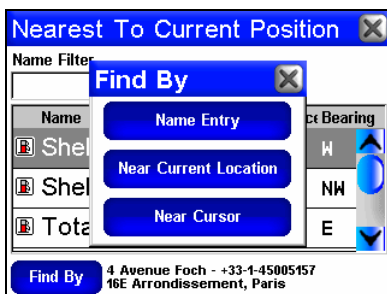 Nearest To Current Position
Name Filter
Find By
Name Entry
Near Current Location
Near Cursor
Name Bearing
Shel W
Shel NW
Tota E
Find By
4 Avenue Foch - +33-1-45005157
16E Arrondissement, Paris